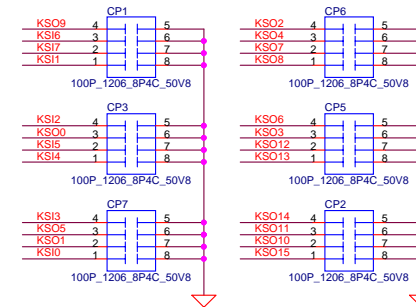 CP1
KSO9 4 5
KSI6 3 6
KSI7 2 7
KSI1 1 8
100P_1206_8P4C_50V8
CP6
KSO2 4
KSO4 3
KSO7 2
KSO8 1
100P_1206_8P4C_50V8
CP3
KSI2 4 5
KSO0 3 6
KSI5 2 7
KSI4 1 8
100P_1206_8P4C_50V8
CP5
KSO6 4 5
KSO3 3 6
KSO12 2 7
KSO13 1 8
100P_1206_8P4C_50V8
CP7
KSI3 4 5
KSO5 3 6
KSO1 2 7
KSI0 1 8
100P_1206_8P4C_50V8
CP2
KSO14 4 5
KSO11 3 6
KSO10 2 7
KSO15 1 8
100P_1206_8P4C_50V8